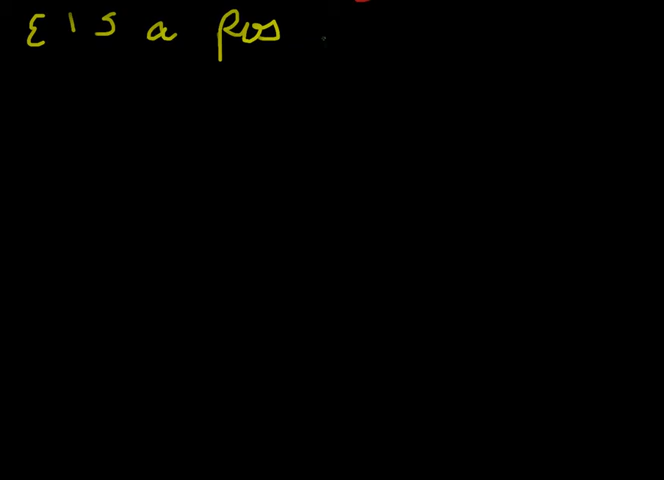 ε is a pos